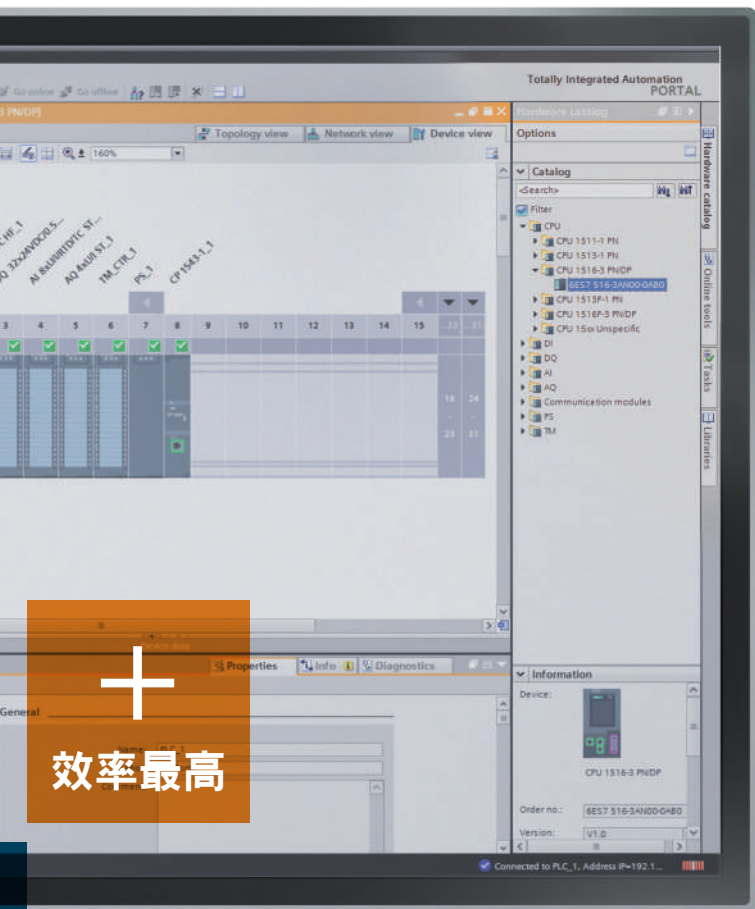 Totally Integrated Automation
PORTAL
Go online Go offline
PN/DP]
Hardware catalog
Topology view Network view Device view
Options
160%
Catalog
<Search>
Filter
CPU
CPU 1511-1 PN
CPU 1513-1 PN
CPU 1516-3 PN/DP
6ES7 516-3AN00-0AB0
CPU 1513F-1 PN
CPU 1516F-3 PN/DP
CPU 15xx Unspecific
DI
DQ
AI
AQ
Communication modules
PS
TM
Hardware catalog
Online tools
Tasks
Libraries
AQ 4xU/I ST_1
TM_CTR_1
PS_1
CP 1543-1_1
3 4 5 6 7 8 9 10 11 12 13 14 15
16 24
- -
23 31
Device data
Properties Info Diagnostics
General
Name: PLC_1
效率最高
Information
Device:
CPU 1516-3 PN/DP
Order no.: 6ES7 516-3AN00-0AB0
Version: V1.0
Connected to PLC_1, Address IP=192.1...